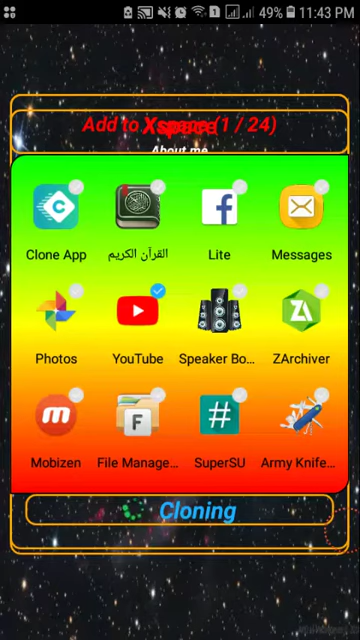 49% 11:43 PM
Add to Xspace (1 / 24)
About me
Clone App القرآن الكريم Lite Messages
Photos YouTube Speaker Bo... ZArchiver
Mobizen File Manage... SuperSU Army Knife...
Cloning